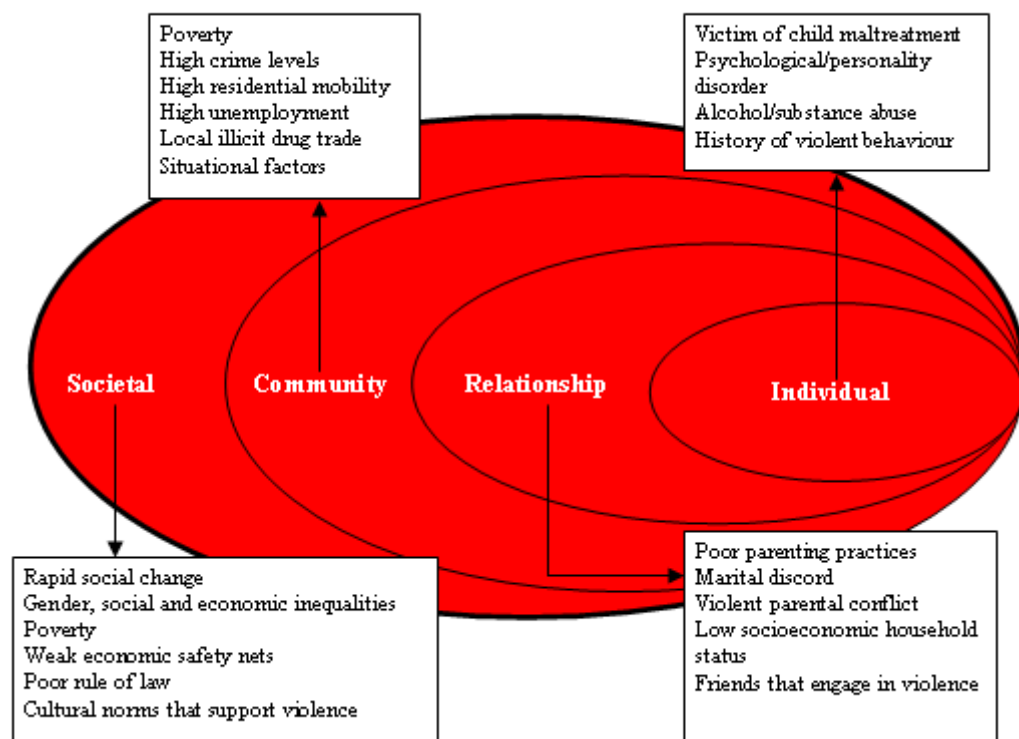 Poverty
High crime levels
High residential mobility
High unemployment
Local illicit drug trade
Situational factors
Victim of child maltreatment
Psychological/personality
disorder
Alcohol/substance abuse
History of violent behaviour
Societal
Community
Relationship
Individual
Rapid social change
Gender, social and economic inequalities
Poverty
Weak economic safety nets
Poor rule of law
Cultural norms that support violence
Poor parenting practices
Marital discord
Violent parental conflict
Low socioeconomic household
status
Friends that engage in violence